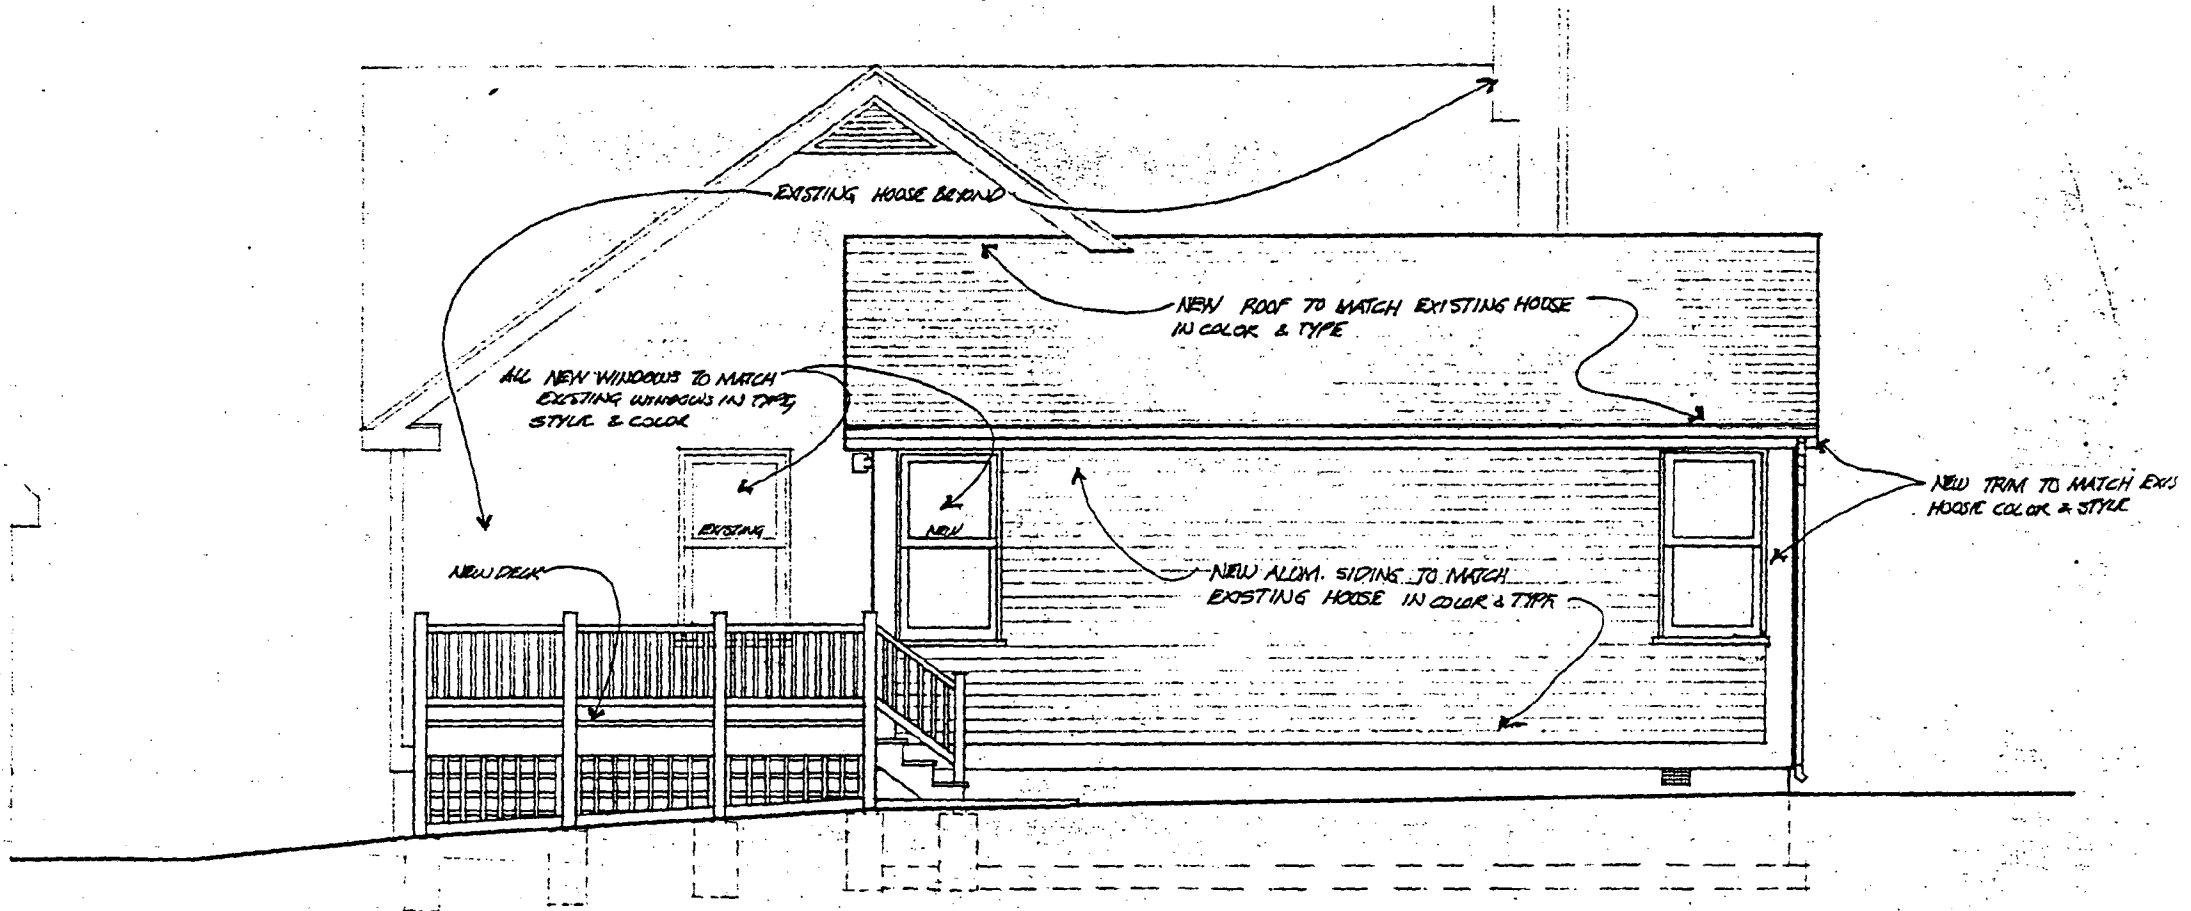 EXISTING HOUSE BEYOND
NEW ROOF TO MATCH EXISTING HOUSE
IN COLOR & TYPE
ALL NEW WINDOWS TO MATCH
EXISTING WINDOWS IN TYPE,
STYLE & COLOR
EXISTING
NEW
NEW TRIM TO MATCH EXIS
HOUSE COLOR & STYLE
NEW DECK
NEW ALUM. SIDING TO MATCH
EXISTING HOUSE IN COLOR & TYPE